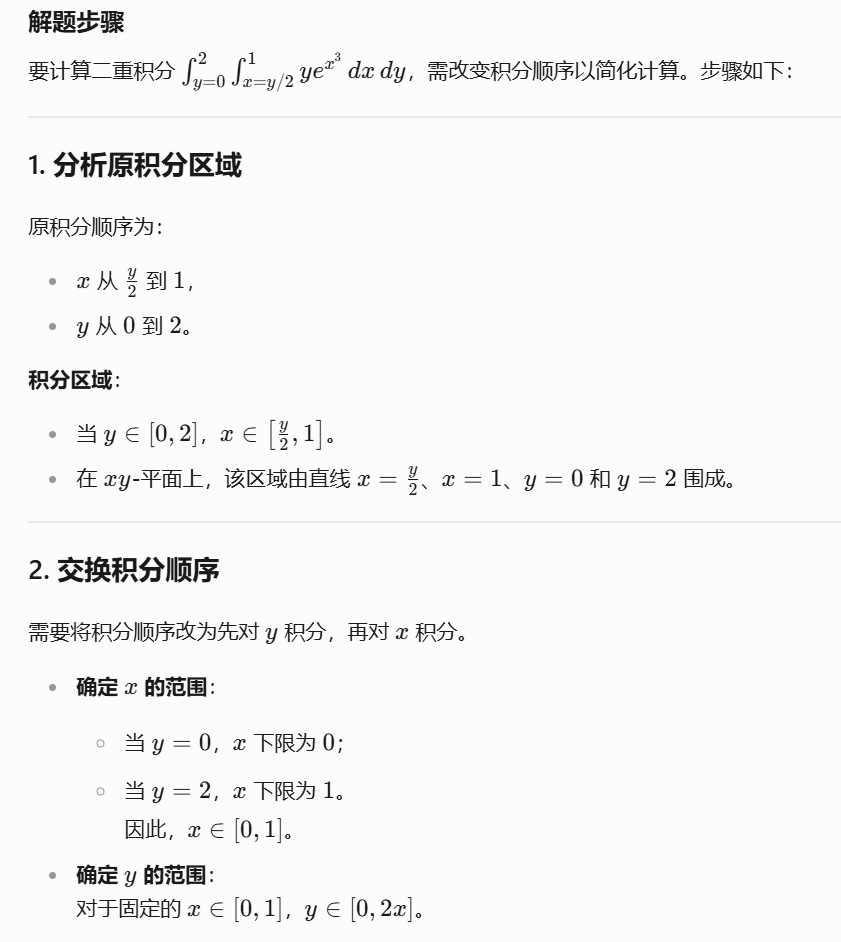 解题步骤
要计算二重积分 $\int_{y=0}^{2} \int_{x=y/2}^{1} y e^{x^3} \, dx \, dy$，需改变积分顺序以简化计算。步骤如下：
1. 分析原积分区域
原积分顺序为：
• $x$ 从 $\frac{y}{2}$ 到 $1$，
• $y$ 从 $0$ 到 $2$。
积分区域：
• 当 $y \in [0, 2]$，$x \in \left[\frac{y}{2}, 1\right]$。
• 在 $xy$-平面上，该区域由直线 $x = \frac{y}{2}$、$x = 1$、$y = 0$ 和 $y = 2$ 围成。
2. 交换积分顺序
需要将积分顺序改为先对 $y$ 积分，再对 $x$ 积分。
• 确定 $x$ 的范围：
○ 当 $y = 0$，$x$ 下限为 $0$；
○ 当 $y = 2$，$x$ 下限为 $1$。
因此，$x \in [0, 1]$。
• 确定 $y$ 的范围：
对于固定的 $x \in [0, 1]$，$y \in [0, 2x]$。